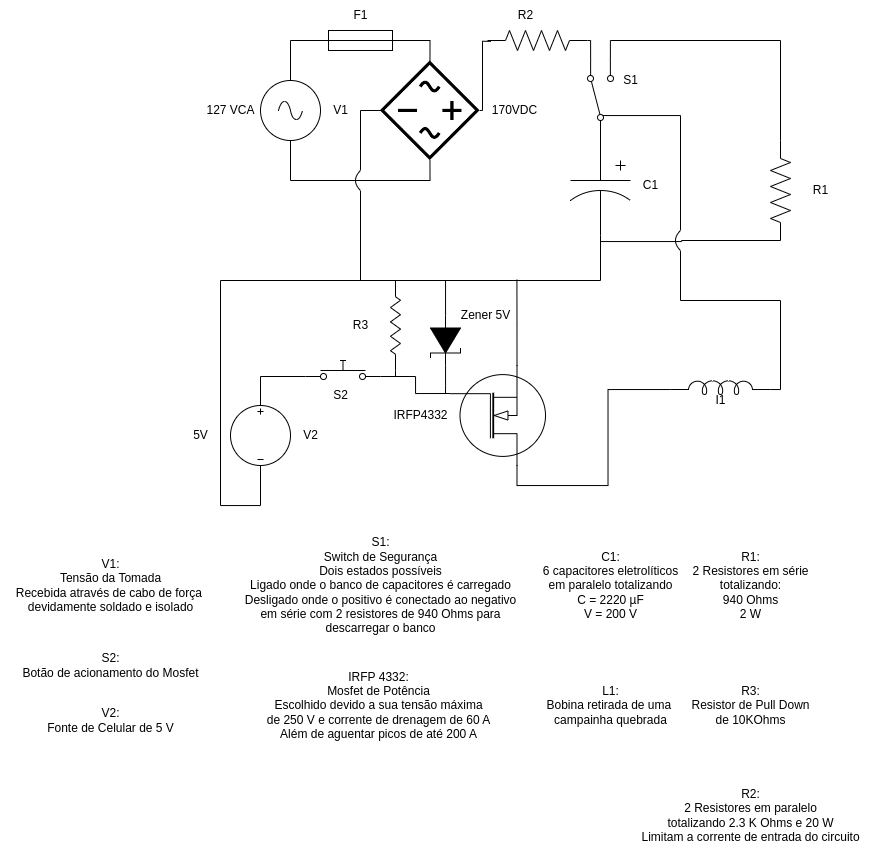 F1
R2
127 VCA
V1
170VDC
S1
C1
R1
R3
Zener 5V
S2
IRFP4332
I1
5V
V2
V1:
Tensão da Tomada
Recebida através de cabo de força
devidamente soldado e isolado
S1:
Switch de Segurança
Dois estados possíveis
Ligado onde o banco de capacitores é carregado
Desligado onde o positivo é conectado ao negativo
em série com 2 resistores de 940 Ohms para
descarregar o banco
C1:
6 capacitores eletrolíticos
em paralelo totalizando
C = 2220 µF
V = 200 V
R1:
2 Resistores em série
totalizando:
940 Ohms
2 W
S2:
Botão de acionamento do Mosfet
IRFP 4332:
Mosfet de Potência
Escolhido devido a sua tensão máxima
de 250 V e corrente de drenagem de 60 A
Além de aguentar picos de até 200 A
L1:
Bobina retirada de uma
campainha quebrada
R3:
Resistor de Pull Down
de 10KOhms
V2:
Fonte de Celular de 5 V
R2:
2 Resistores em paralelo
totalizando 2.3 K Ohms e 20 W
Limitam a corrente de entrada do circuito